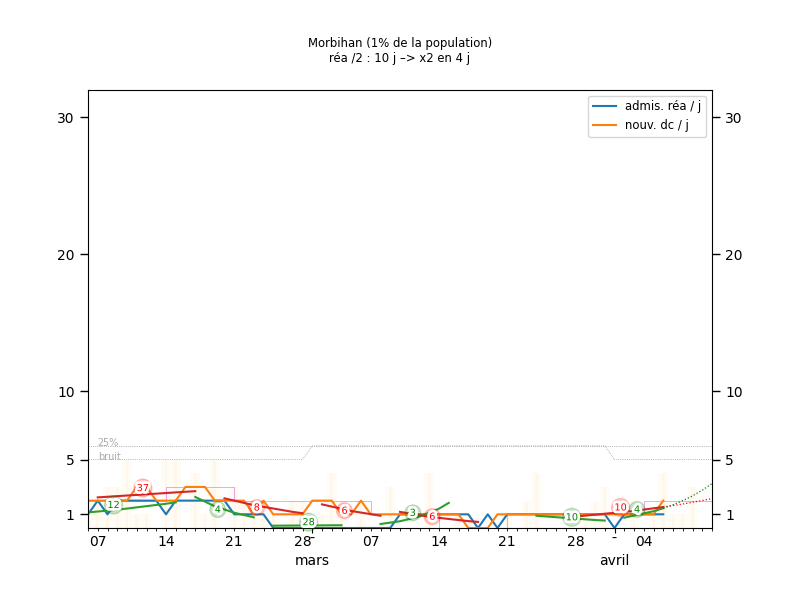 Morbihan (1% de la population)
réa /2 : 10 j –> x2 en 4 j
admis. réa / j
nouv. dc / j
30 30
20 20
10 10
5 5
1 1
25%
bruit
12 37 4 8 28 6 3 6 10 10 4
07 14 21 28 07 14 21 28 04
mars avril